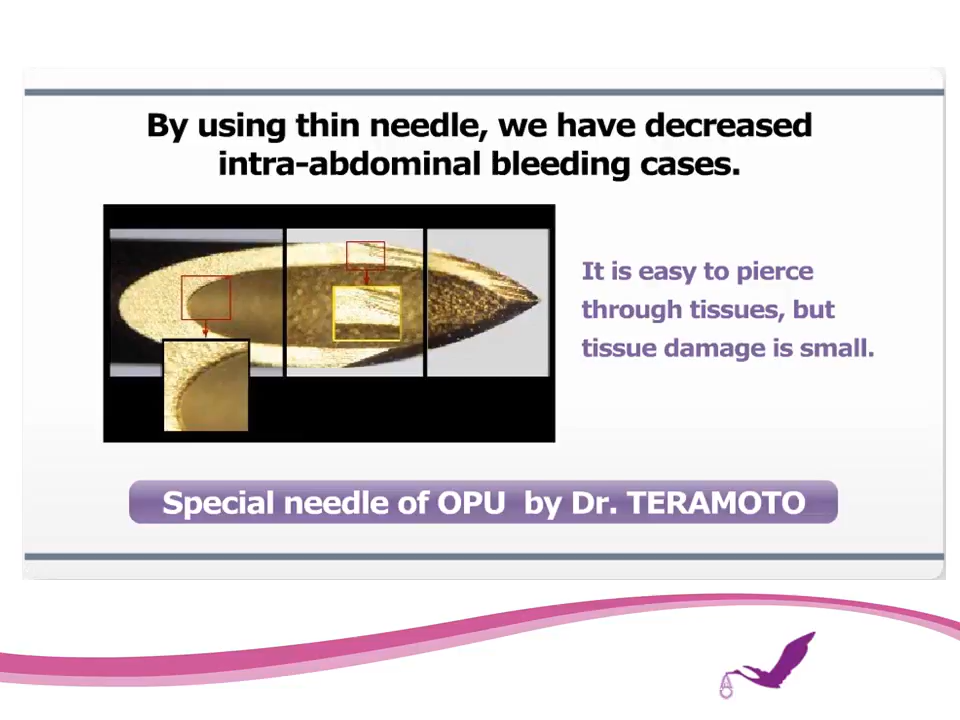 By using thin needle, we have decreased
intra-abdominal bleeding cases.
It is easy to pierce
through tissues, but
tissue damage is small.
Special needle of OPU by Dr. TERAMOTO